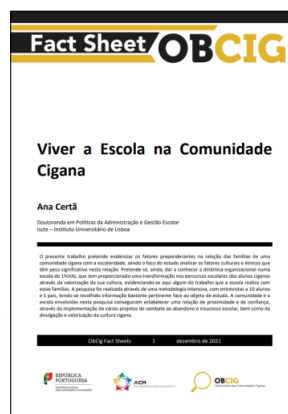 Fact Sheet OBCIG
Viver a Escola na Comunidade
Cigana
Ana Certã
Doutoranda em Políticas da Administração e Gestão Escolar
Iscte – Instituto Universitário de Lisboa
O presente trabalho pretende evidenciar os fatores preponderantes na relação das famílias de uma
comunidade cigana com a escolaridade, sendo o foco do estudo analisar os fatores culturais e étnicos que
têm peso significativo nesta relação. Pretende-se, ainda, dar a conhecer a dinâmica organizacional numa
escola de 1ºciclo, que tem proporcionado uma transformação nos percursos escolares dos alunos ciganos
através da valorização da sua cultura, evidenciando-se aqui algum do trabalho que a escola realiza com
estas famílias. A pesquisa foi realizada através de uma metodologia intensiva, com entrevistas a 10 alunos
e 5 pais, tendo-se recolhido informação bastante pertinente face ao objeto de estudo. A comunidade e a
escola envolvidas nesta pesquisa conseguiram estabelecer uma relação de proximidade e de confiança,
através da implementação de vários projetos de combate ao abandono e insucesso escolar, bem como da
divulgação e valorização da cultura cigana.
ObCig Fact Sheets 1 dezembro de 2021
REPÚBLICA
PORTUGUESA
ACM
OBCIG
Observatório das Comunidades Ciganas